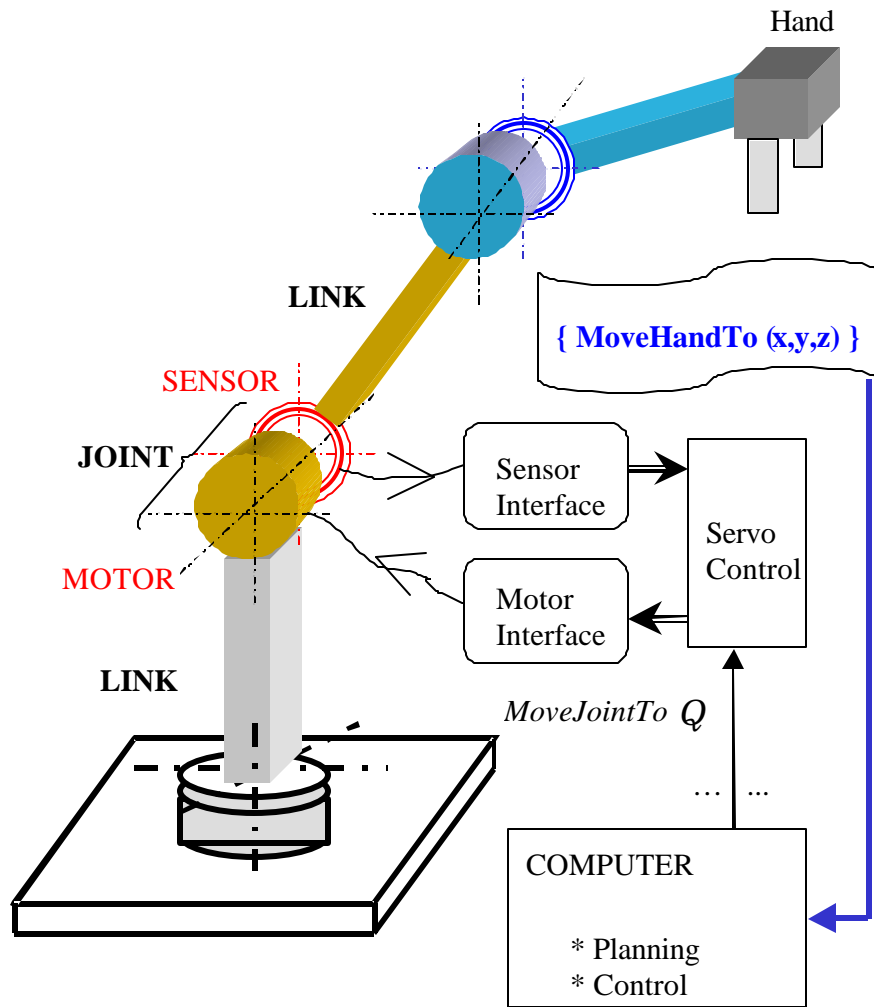 Hand
LINK
{ MoveHandTo (x,y,z) }
SENSOR
JOINT
Sensor
Interface
Servo
Control
MOTOR
Motor
Interface
LINK
MoveJointTo Q
... ...
COMPUTER
* Planning
* Control